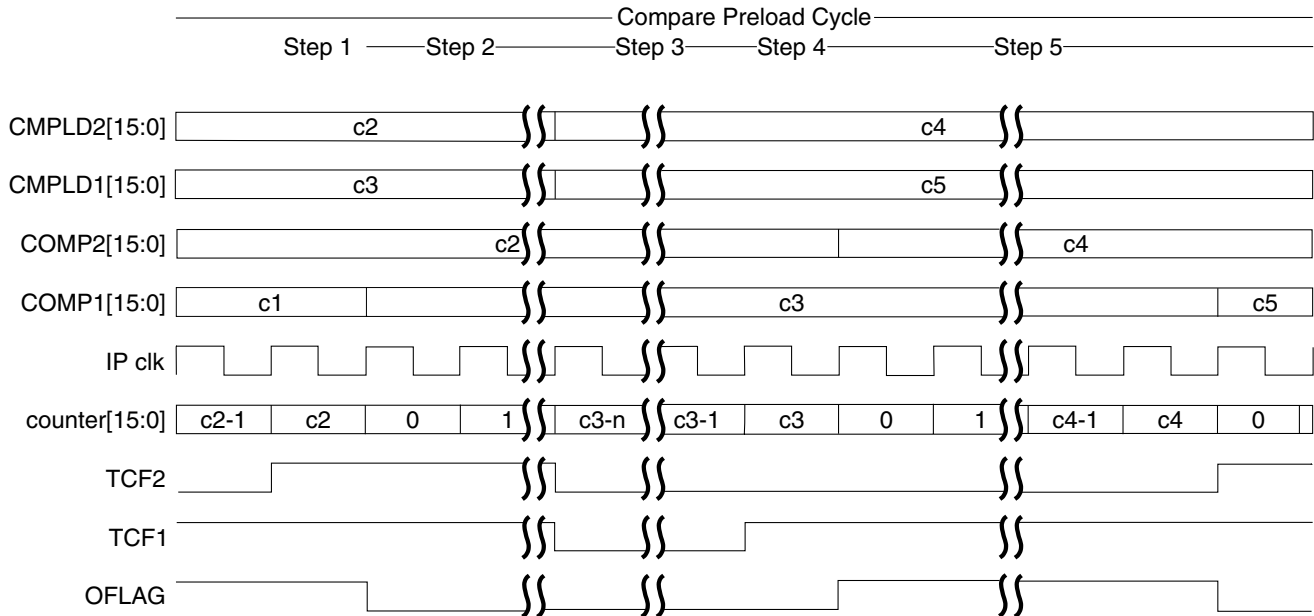 Compare Preload Cycle
Step 1 Step 2 Step 3 Step 4 Step 5
CMPLD2[15:0] c2 c4
CMPLD1[15:0] c3 c5
COMP2[15:0] c2 c4
COMP1[15:0] c1 c3 c5
IP clk
counter[15:0] c2-1 c2 0 1 c3-n c3-1 c3 0 1 c4-1 c4 0
TCF2
TCF1
OFLAG